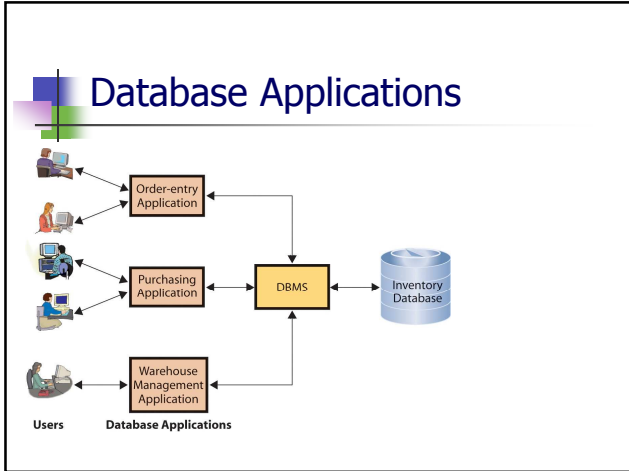 Database Applications
Order-entry
Application
Purchasing
Application
DBMS
Inventory
Database
Warehouse
Management
Application
Users
Database Applications